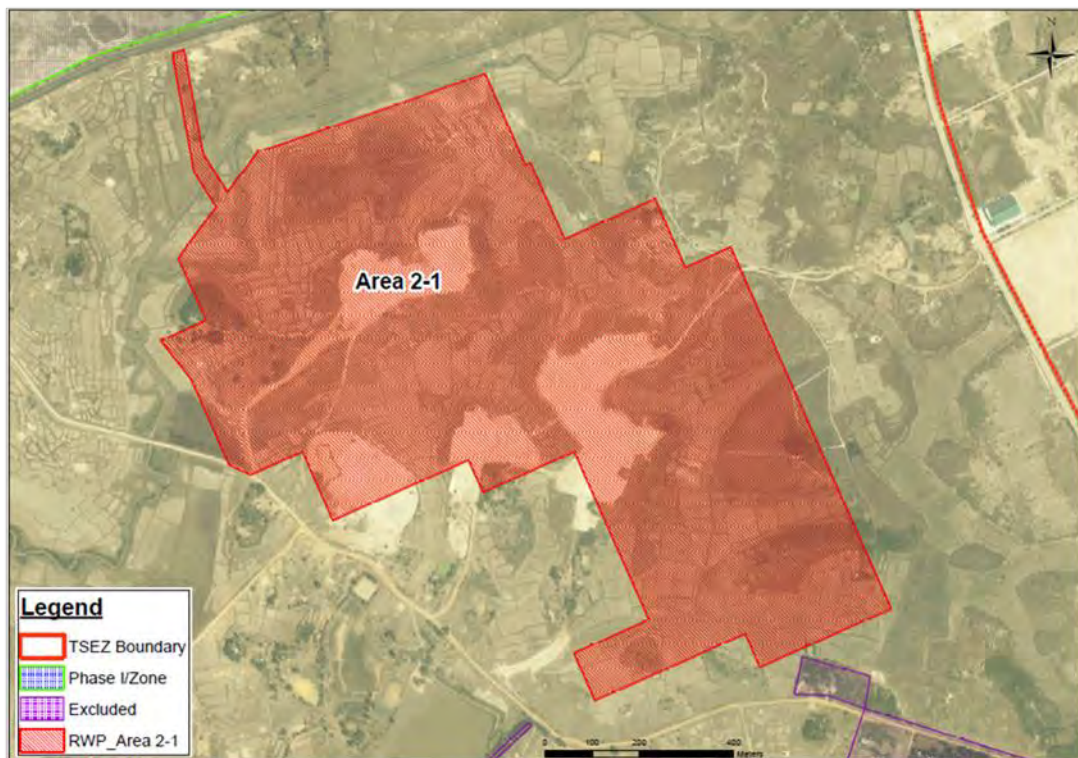 N
Area 2-1
Legend
TSEZ Boundary
Phase I/Zone
Excluded
RWP_Area 2-1
0 100 200 400
Meters